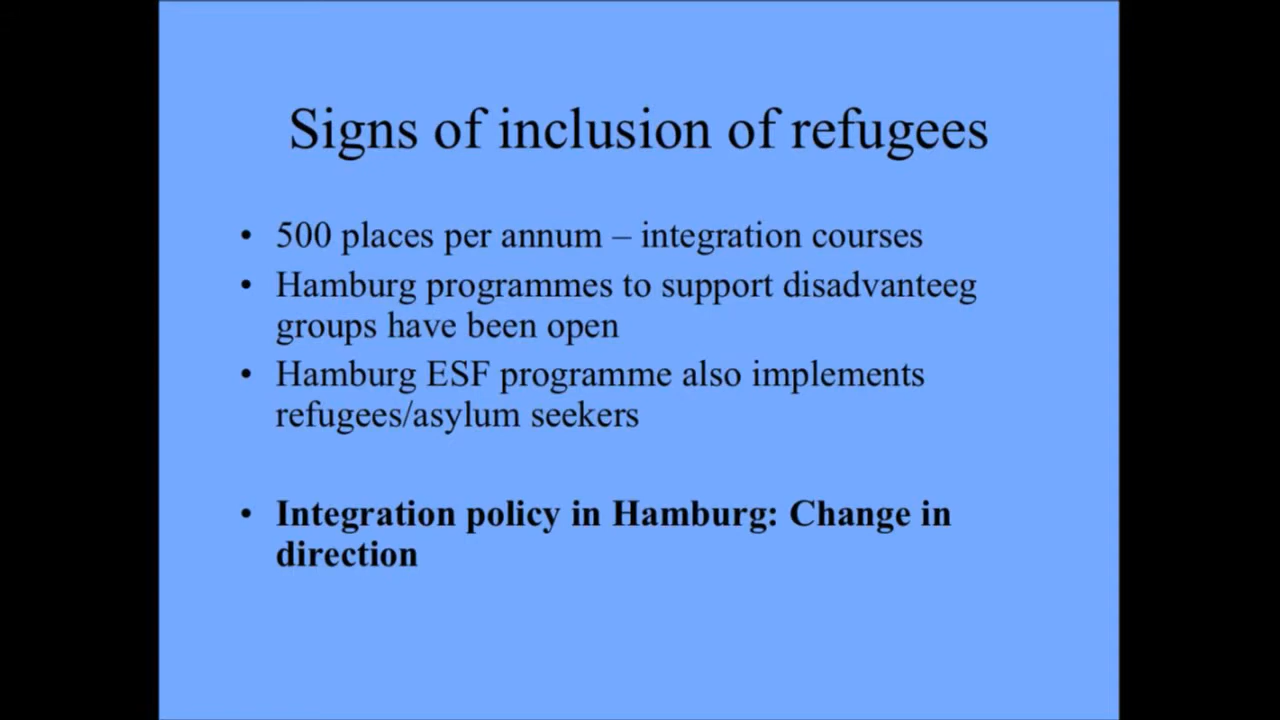 Signs of inclusion of refugees
• 500 places per annum – integration courses
• Hamburg programmes to support disadvanteeg
groups have been open
• Hamburg ESF programme also implements
refugees/asylum seekers
• Integration policy in Hamburg: Change in
direction